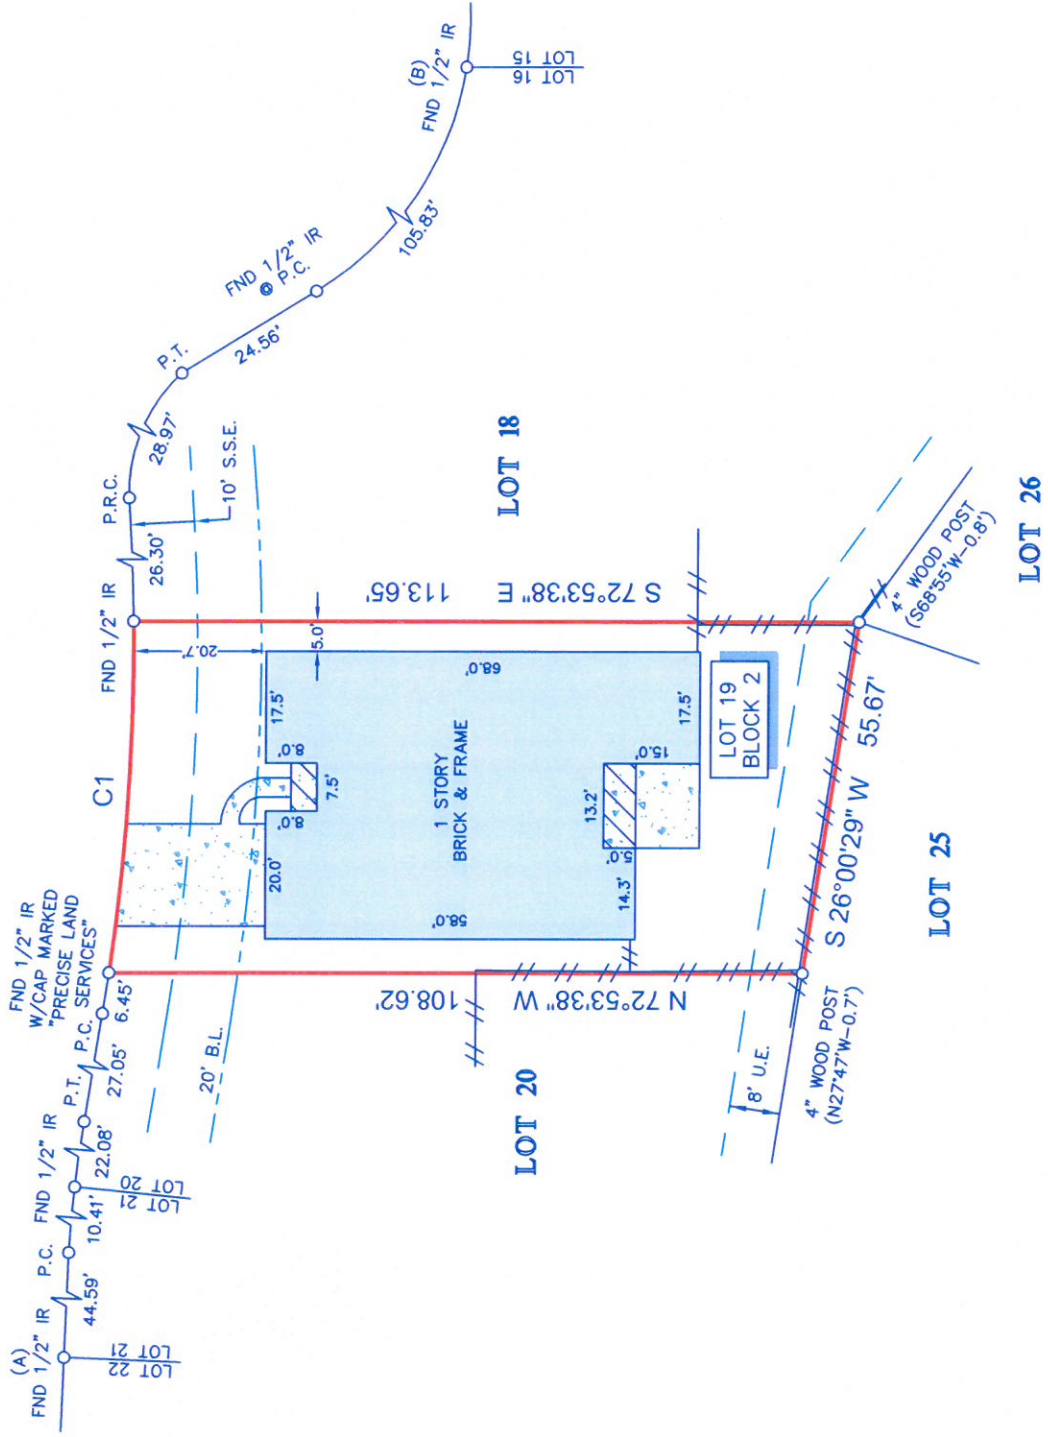 (A)
FND 1/2" IR
44.59'
LOT 22
LOT 21
P.C.
10.41'
FND 1/2" IR
LOT 21
LOT 20
22.08'
P.T.
27.05'
P.C.
6.45'
FND 1/2" IR
W/CAP MARKED
"PRECISE LAND
SERVICES"
C1
FND 1/2" IR
26.30'
P.R.C.
28.97'
10' S.S.E.
P.T.
24.56'
FND 1/2" IR
P.C.
105.83'
(B)
FND 1/2" IR
LOT 16
LOT 15
20' B.L.
20.7'
5.0'
20.0'
8.0'
7.5'
8.0'
17.5'
58.0'
1 STORY
BRICK & FRAME
68.0'
14.3'
5.0'
13.2'
15.0'
17.5'
N 72°53'38" W 108.62'
S 72°53'38" E 113.65'
LOT 20
LOT 18
LOT 19
BLOCK 2
8' U.E.
4" WOOD POST
(N27°47'W-0.7')
S 26°00'29" W 55.67'
4" WOOD POST
(S68°55'W-0.8')
LOT 25
LOT 26